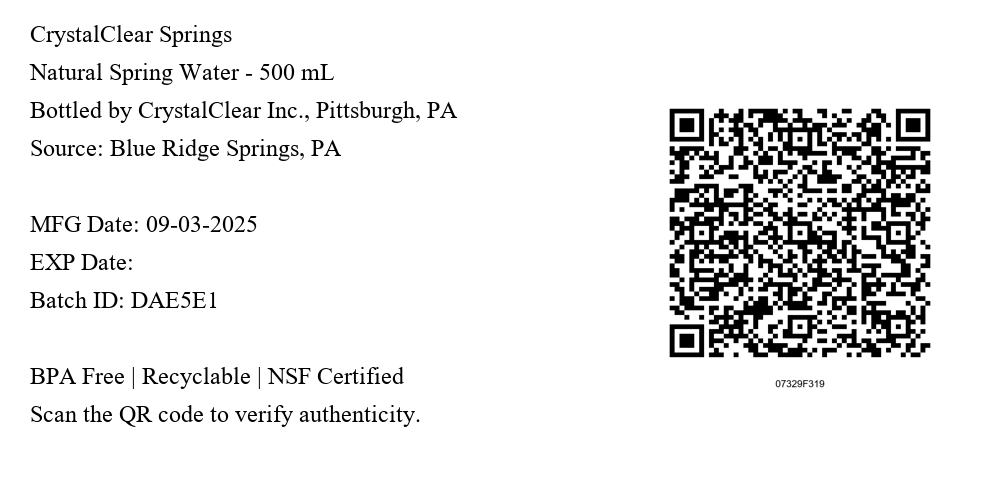 CrystalClear Springs
Natural Spring Water - 500 mL
Bottled by CrystalClear Inc., Pittsburgh, PA
Source: Blue Ridge Springs, PA
MFG Date: 09-03-2025
EXP Date:
Batch ID: DAE5E1
BPA Free | Recyclable | NSF Certified
Scan the QR code to verify authenticity.
07329F319